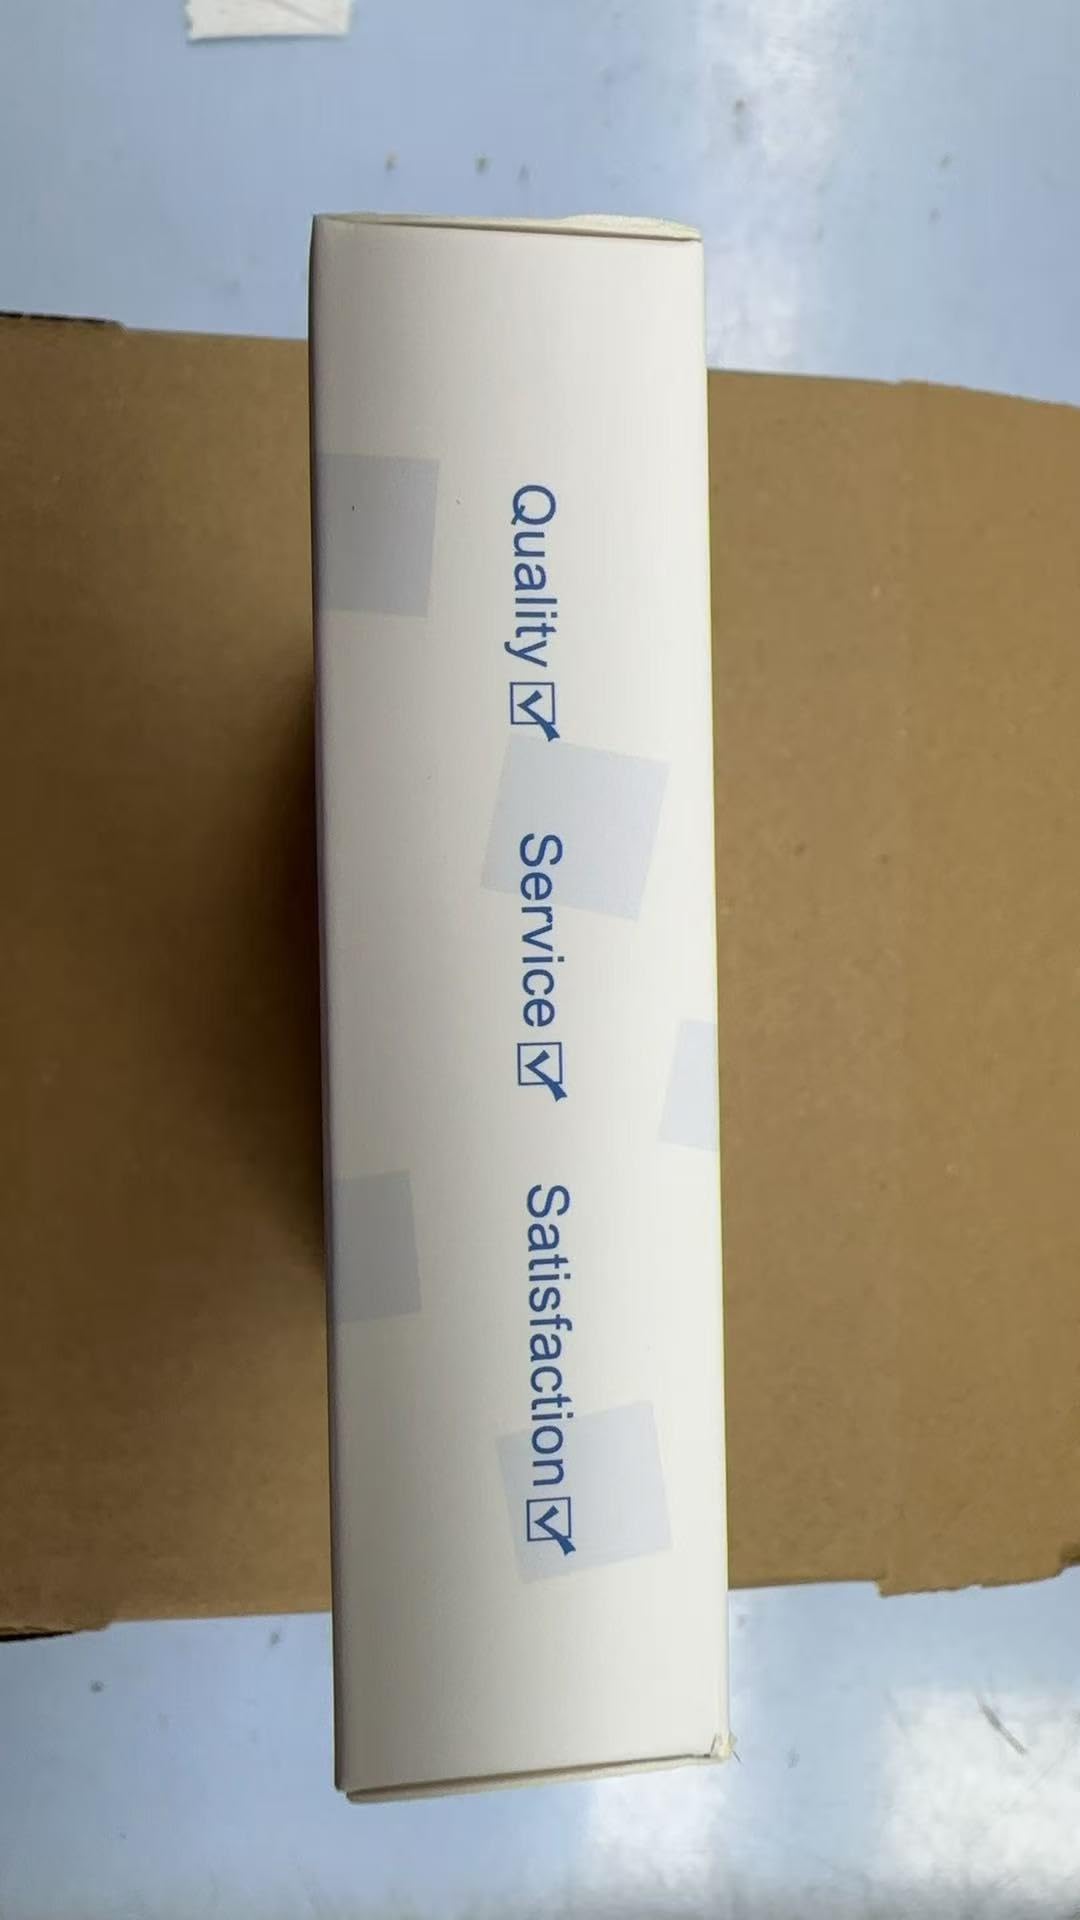 Quality ☑ Service ☑ Satisfaction ☑